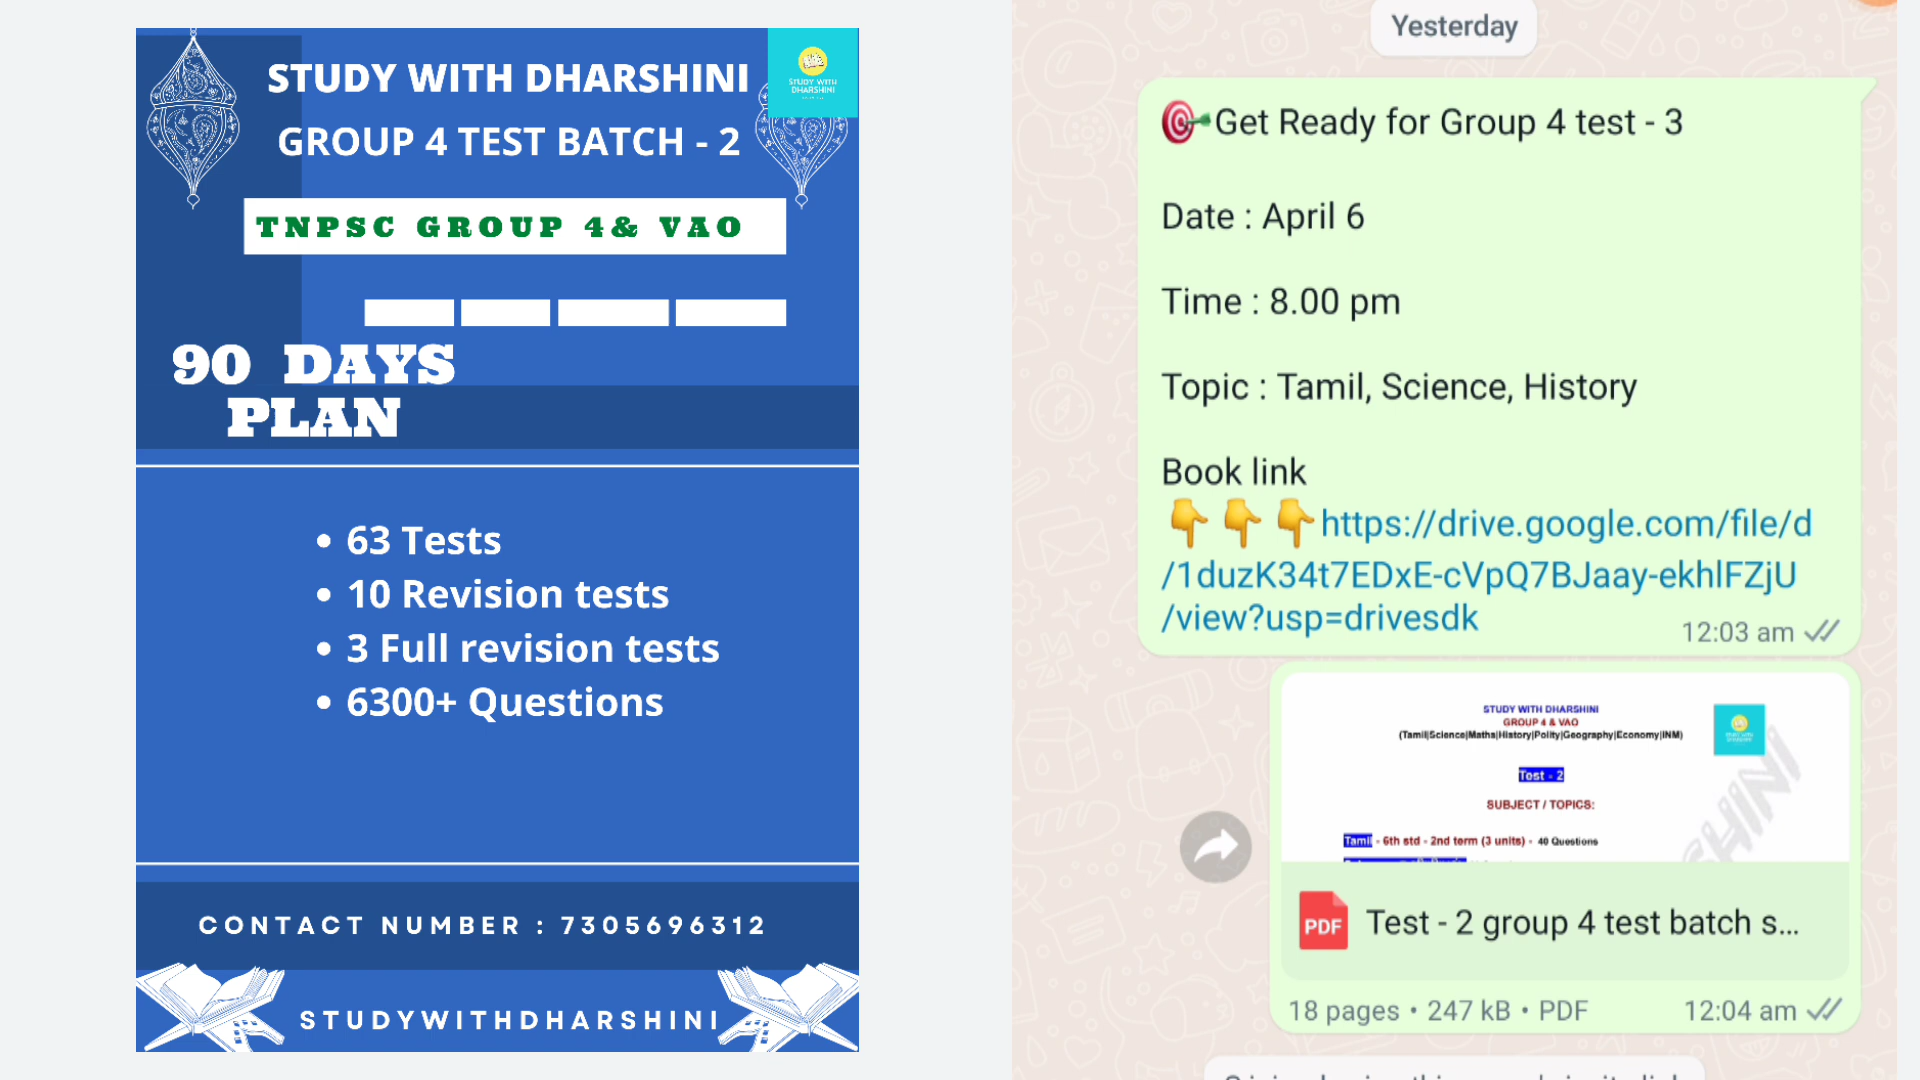 STUDY WITH DHARSHINI
GROUP 4 TEST BATCH - 2
STUDY WITH
DHARSHINI
TNPSC GROUP 4& VAO
90 DAYS
PLAN
• 63 Tests
• 10 Revision tests
• 3 Full revision tests
• 6300+ Questions
CONTACT NUMBER : 7305696312
STUDYWITHDHARSHINI
Yesterday
🎯Get Ready for Group 4 test - 3
Date : April 6
Time : 8.00 pm
Topic : Tamil, Science, History
Book link
👇👇👇https://drive.google.com/file/d
/1duzK34t7EDxE-cVpQ7BJaay-ekhlFZjU
/view?usp=drivesdk
12:03 am
STUDY WITH DHARSHINI
GROUP 4 & VAO
(Tamil|Science|Maths|History|Polity|Geography|Economy|INM)
Test - 2
SUBJECT / TOPICS:
Tamil - 6th std - 2nd term (3 units) - 40 Questions
PDF
Test - 2 group 4 test batch s...
18 pages • 247 kB • PDF
12:04 am